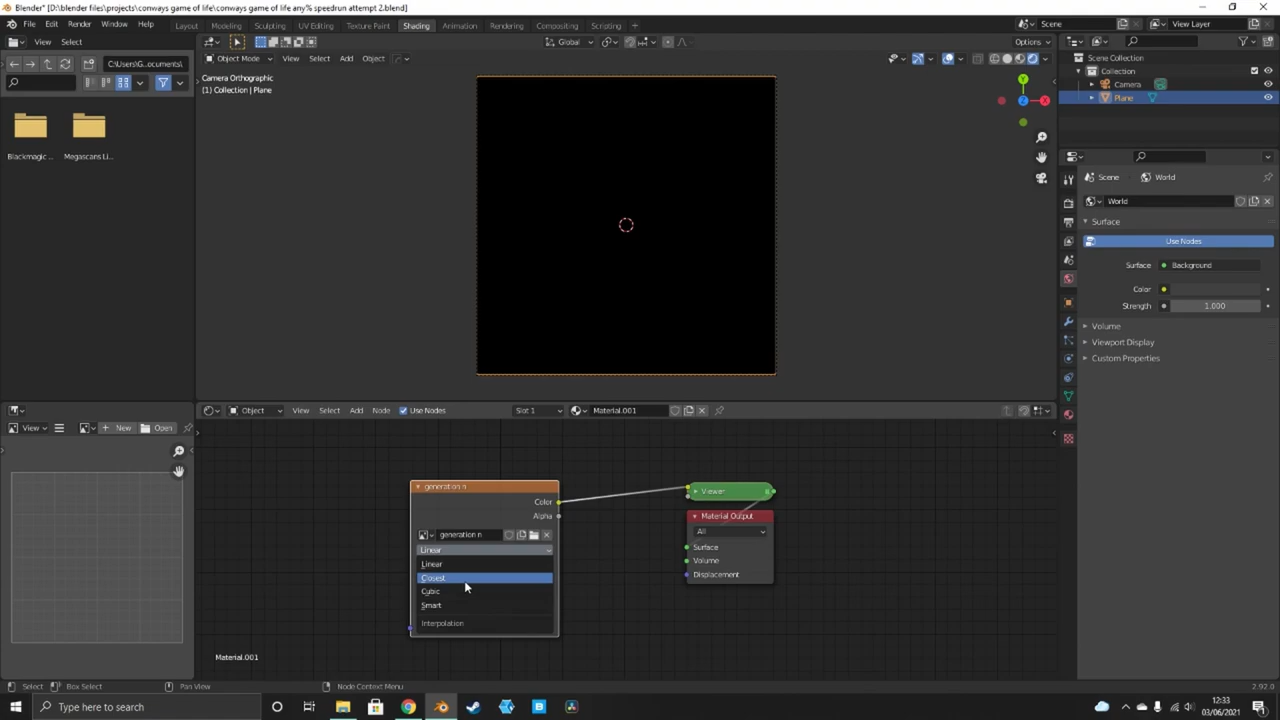 Blender* [D:\blender files\projects\conways game of life\conways game of life any% speedrun attempt 2.blend]
File Edit Render Window Help Layout Modeling Sculpting UV Editing Texture Paint Shading Animation Rendering Compositing Scripting + Scene View Layer
View Select Global Options
Object Mode View Select Add Object
C:\Users\G..ocuments\
Camera Orthographic
(1) Collection | Plane
Y
Z
X
Blackmagic ...
Megascans Li...
Scene Collection
Collection
Camera
Plane
Scene World
World
Surface
Use Nodes
Surface Background
Color
Strength 1.000
Volume
Viewport Display
Custom Properties
Object View Select Add Node Use Nodes Slot 1 Material.001
View New Open
generation n
Color
Alpha
generation n
Linear
Linear
Closest
Cubic
Smart
Interpolation
Viewer
Material Output
All
Surface
Volume
Displacement
Material.001
Select Box Select Pan View Node Context Menu 2.92.0
Type here to search
12:33
03/06/2021